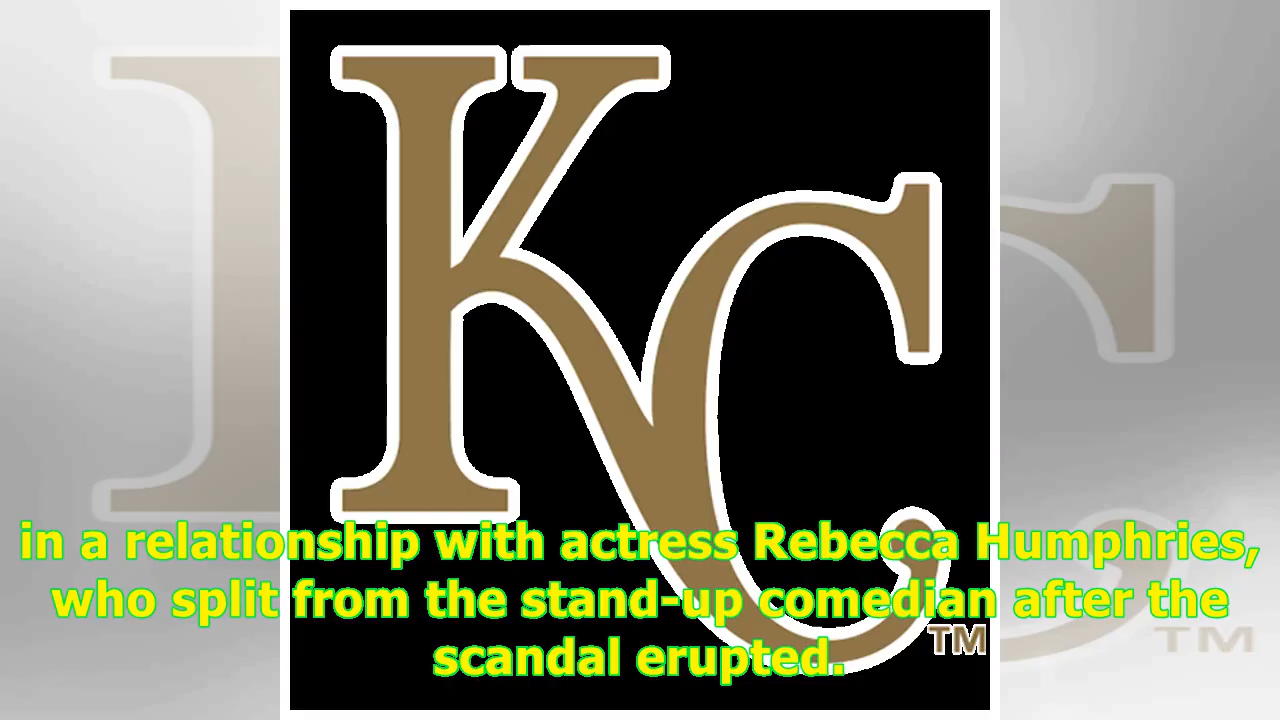 KC
TM
TM
in a relationship with actress Rebecca Humphries,
who split from the stand-up comedian after the
scandal erupted.